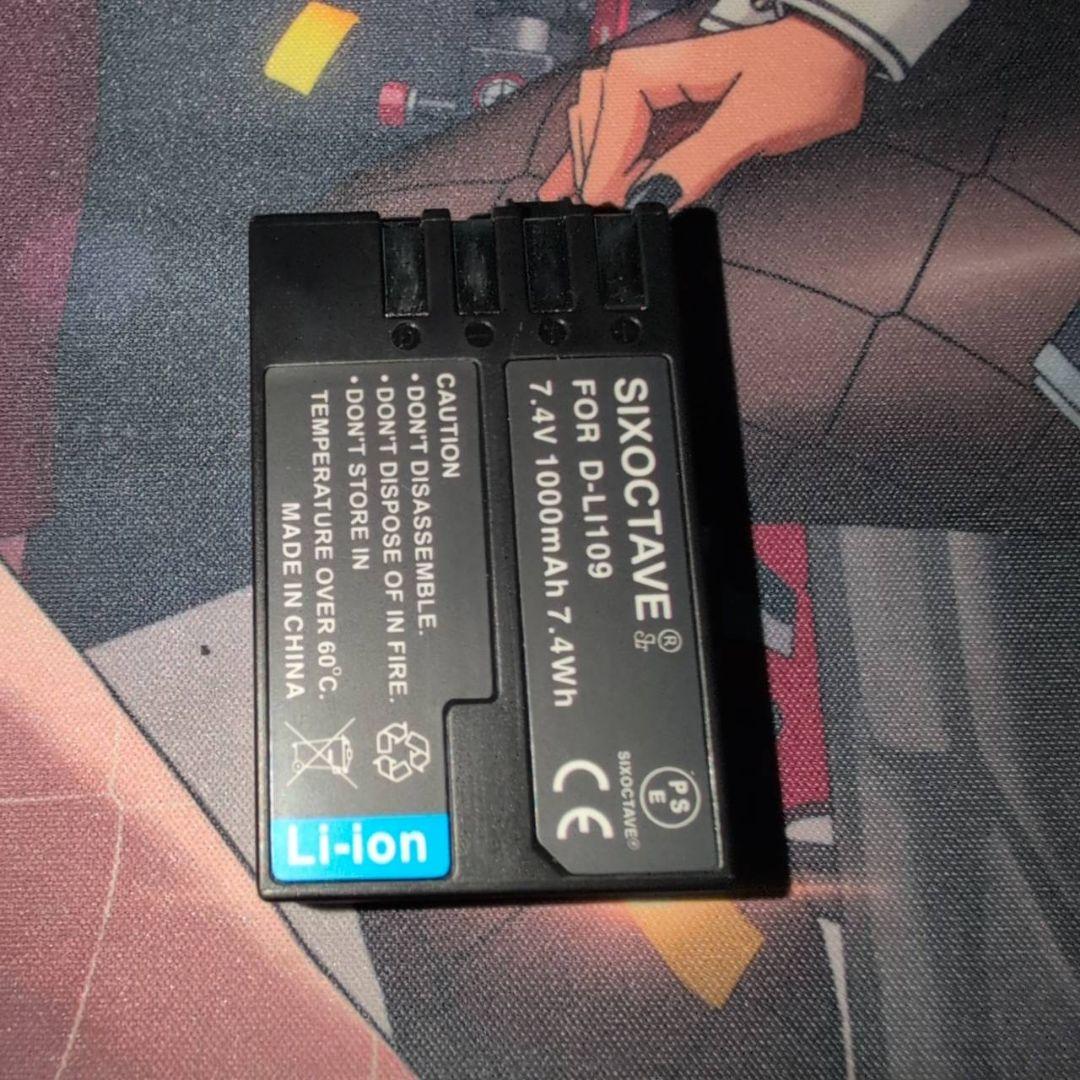 SIXOCTAVE®
FOR D-LI109
7.4V 1000mAh 7.4Wh
PS
E
SIXOCTAVE®
CE
CAUTION
•DON'T DISASSEMBLE.
•DON'T DISPOSE OF IN FIRE.
•DON'T STORE IN
TEMPERATURE OVER 60°C.
MADE IN CHINA
Li-ion